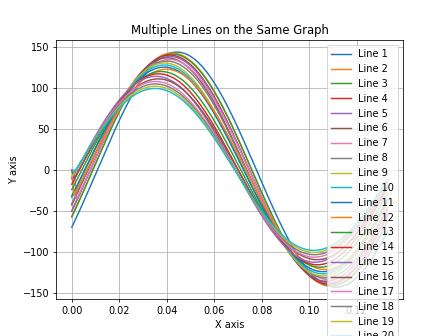 Multiple Lines on the Same Graph
150
100
50
0
−50
−100
−150
Y axis
0.00
0.02
0.04
0.06
0.08
0.10
X axis
Line 1
Line 2
Line 3
Line 4
Line 5
Line 6
Line 7
Line 8
Line 9
Line 10
Line 11
Line 12
Line 13
Line 14
Line 15
Line 16
Line 17
Line 18
Line 19
Line 20